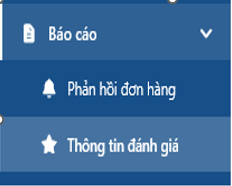 Báo cáo
Phản hồi đơn hàng
Thông tin đánh giá